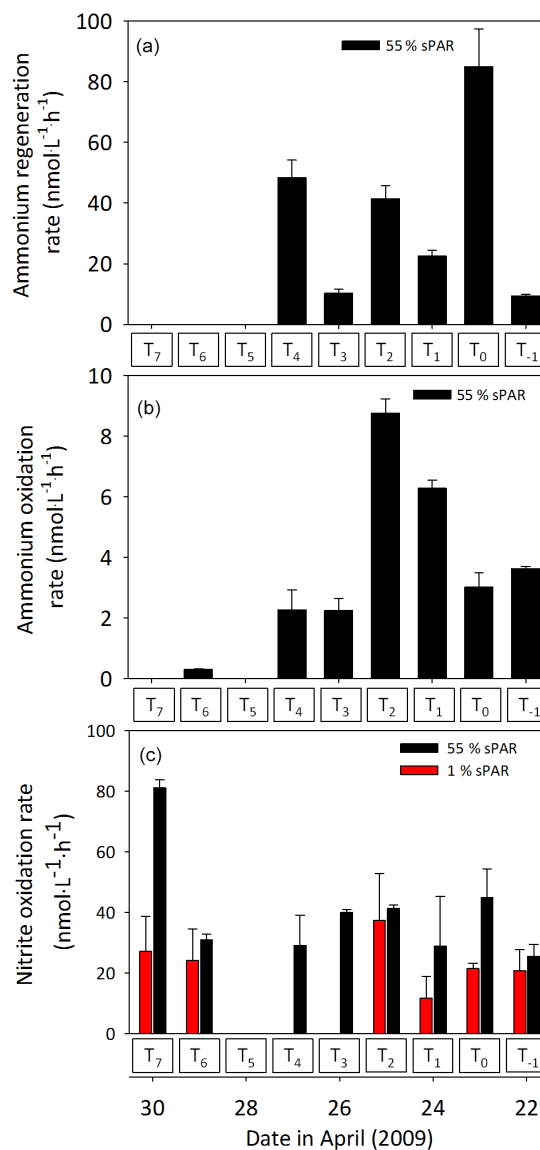 (a)
55 % sPAR
Ammonium regeneration
rate (nmol·L⁻¹·h⁻¹)
100
80
60
40
20
0
T₇ T₆ T₅ T₄ T₃ T₂ T₁ T₀ T₋₁
(b)
55 % sPAR
Ammonium oxidation
rate (nmol·L⁻¹·h⁻¹)
10
8
6
4
2
0
T₇ T₆ T₅ T₄ T₃ T₂ T₁ T₀ T₋₁
(c)
55 % sPAR
1 % sPAR
Nitrite oxidation rate
(nmol·L⁻¹·h⁻¹)
100
80
60
40
20
0
T₇ T₆ T₅ T₄ T₃ T₂ T₁ T₀ T₋₁
30 28 26 24 22
Date in April (2009)